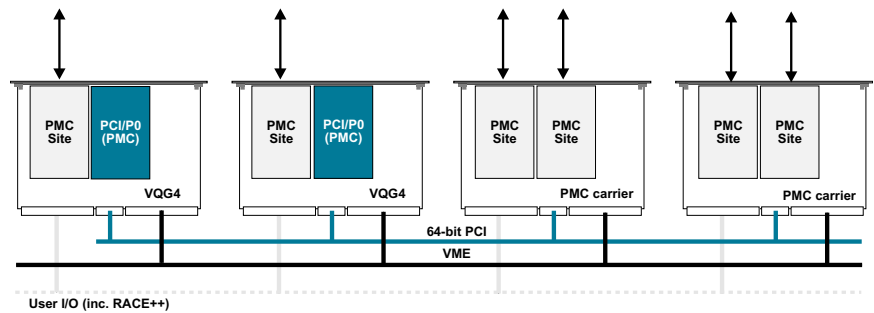 PMC
Site
PCI/P0
(PMC)
VQG4
PMC
Site
PCI/P0
(PMC)
VQG4
PMC
Site
PMC
Site
PMC carrier
PMC
Site
PMC
Site
PMC carrier
64-bit PCI
VME
User I/O (inc. RACE++)